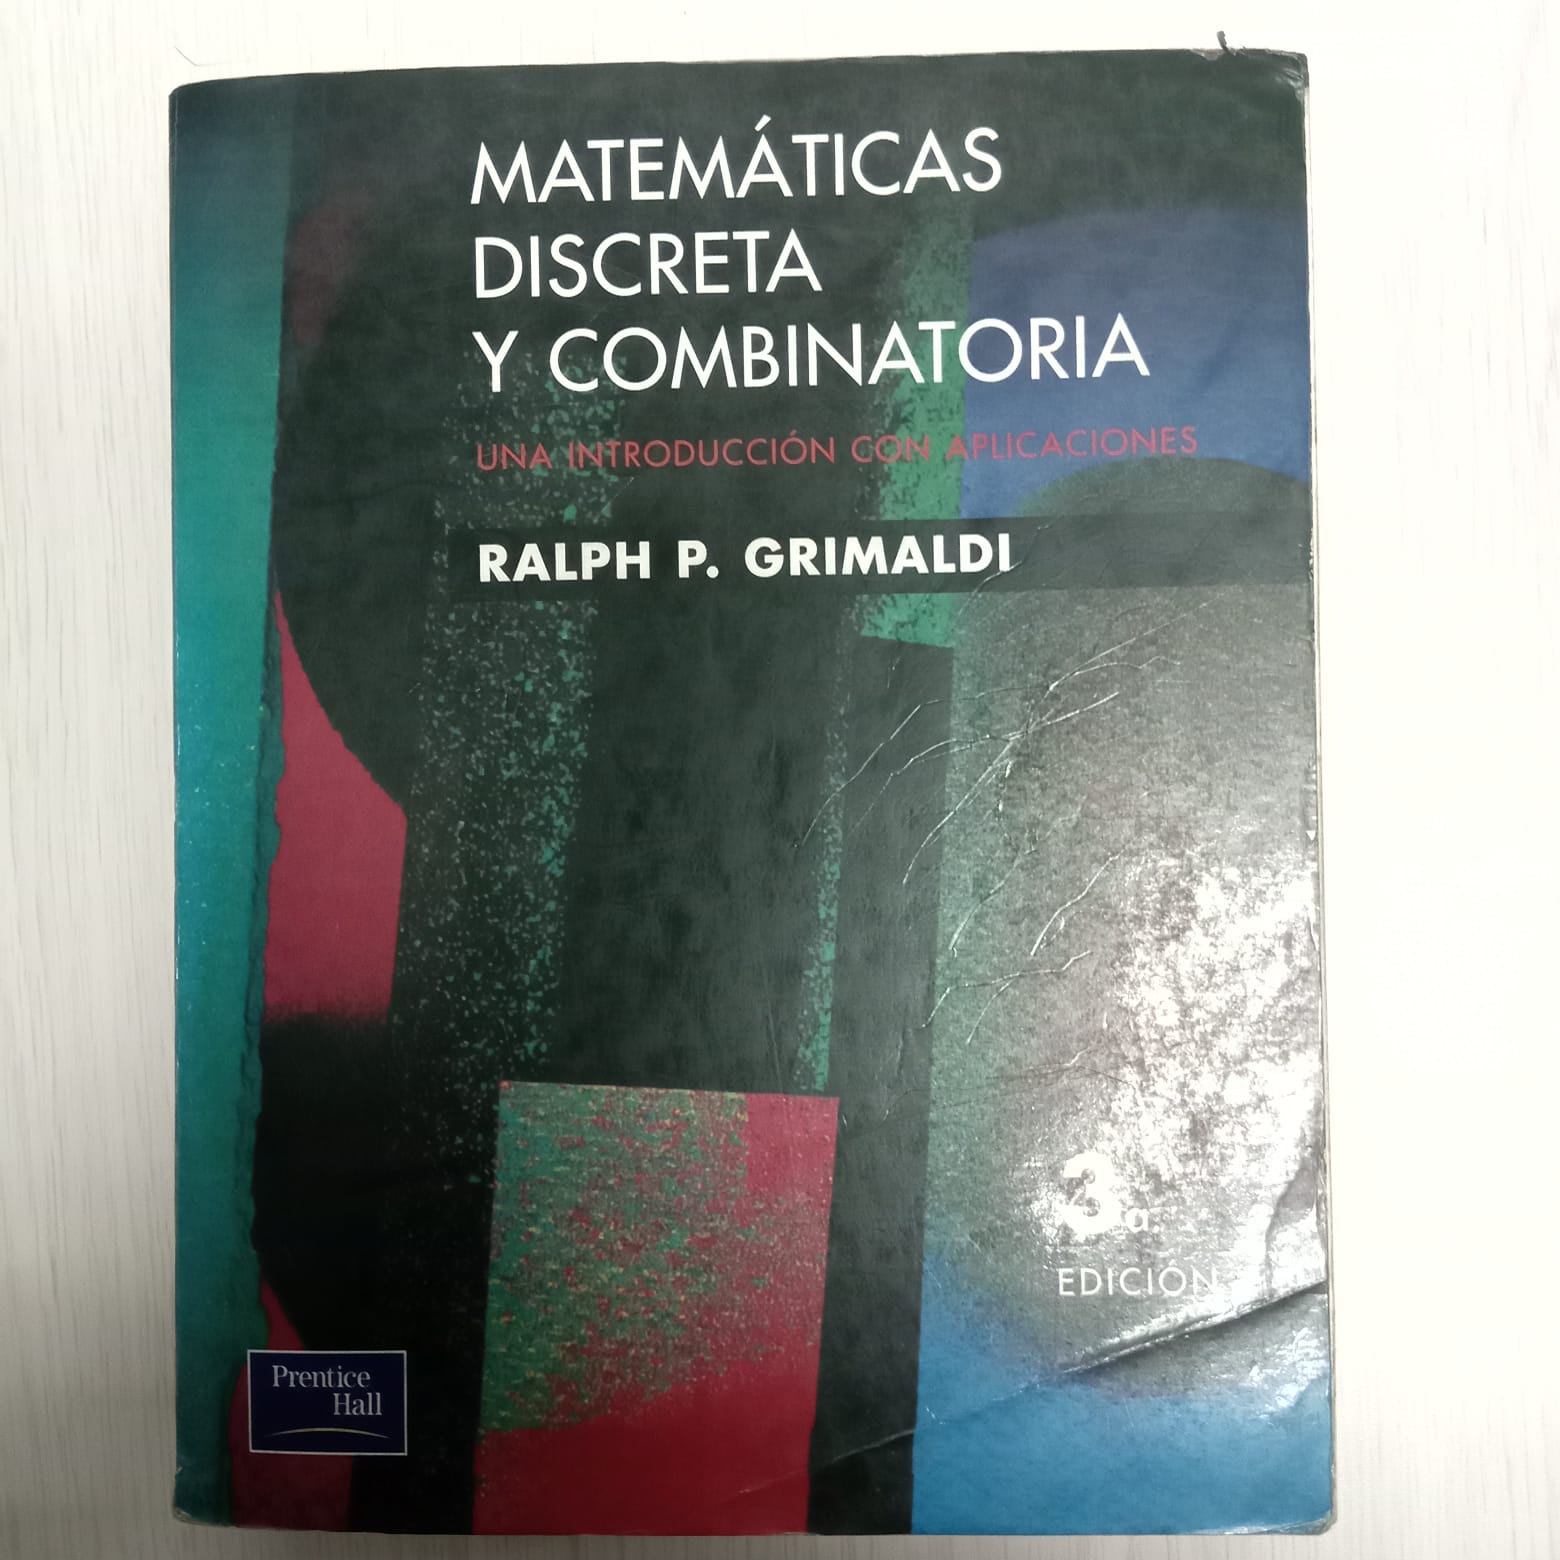 MATEMÁTICAS
DISCRETA
Y COMBINATORIA
UNA INTRODUCCIÓN CON APLICACIONES
RALPH P. GRIMALDI
3a.
EDICIÓN
Prentice
Hall